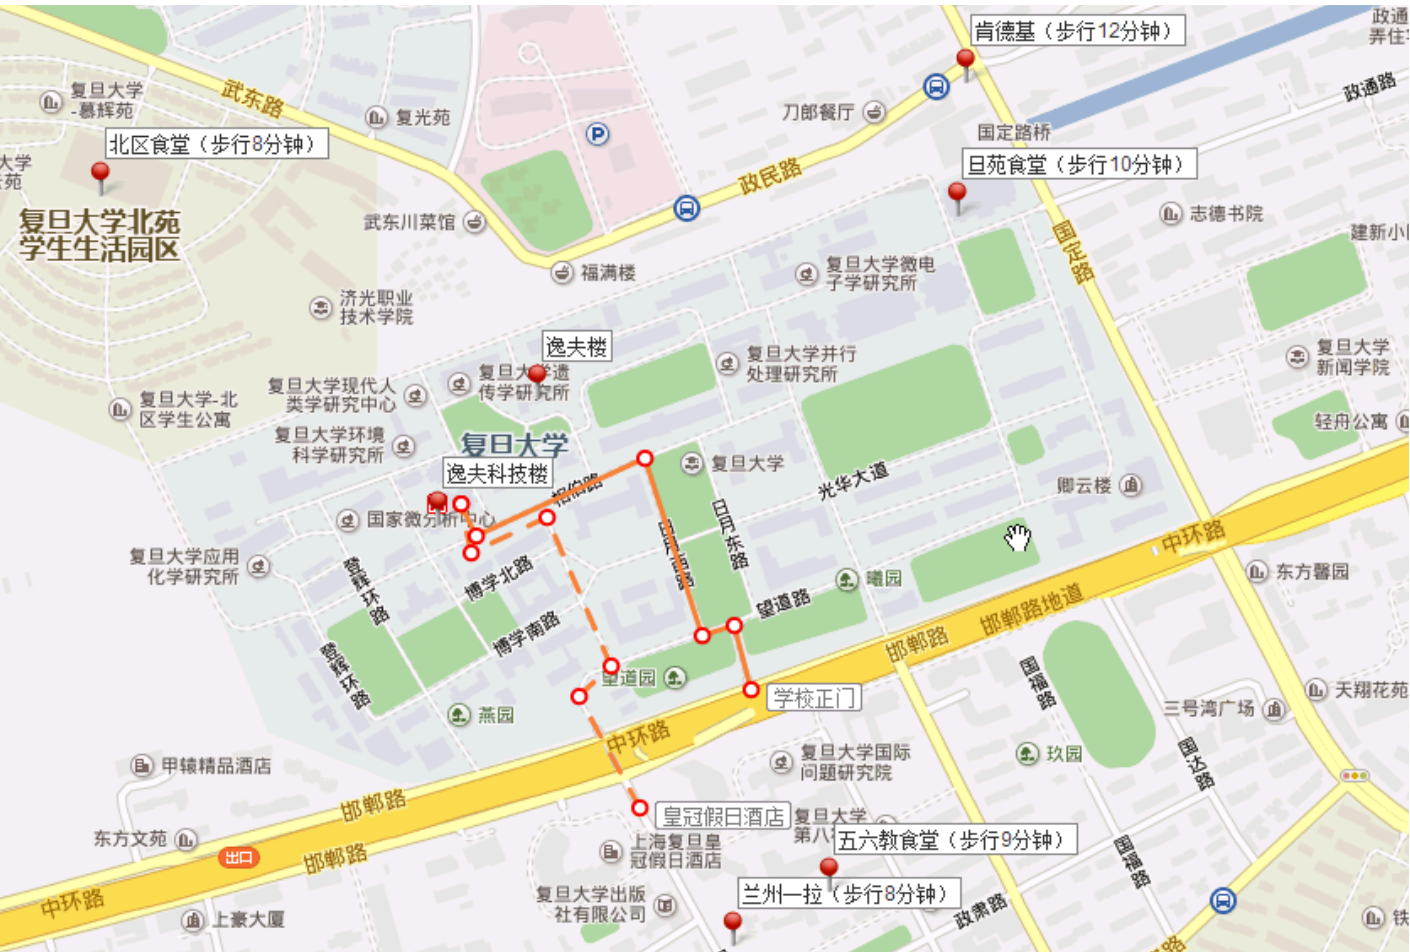 肯德基（步行12分钟）
政通
弄住宅
复旦大学
-慕辉苑
武东路
复光苑
刀郎餐厅
政通路
国定路桥
北区食堂（步行8分钟）
大学
苑
旦苑食堂（步行10分钟）
政民路
复旦大学北苑
学生生活园区
武东川菜馆
志德书院
国定路
建新小
福满楼
复旦大学微电
子学研究所
济光职业
技术学院
逸夫楼
复旦大学并行
处理研究所
复旦大学
新闻学院
复旦大学现代人
类学研究中心
复旦大学遗
传学研究所
复旦大学-北
区学生公寓
轻舟公寓
复旦大学环境
科学研究所
复旦大学
逸夫科技楼
复旦大学
相伯路
光华大道
卿云楼
国家微分析中心
日月东路
日月西路
中环路
复旦大学应用
化学研究所
登辉环路
博学北路
曦园
东方馨园
望道路
邯郸路地道
博学南路
邯郸路
登辉环路
望道园
国福路
天翔花苑
学校正门
三号湾广场
燕园
中环路
国达路
复旦大学国际
问题研究院
玖园
甲辕精品酒店
邯郸路
皇冠假日酒店
复旦大学
第八
东方文苑
上海复旦皇
冠假日酒店
五六教食堂（步行9分钟）
出口
邯郸路
国福路
兰州一拉（步行8分钟）
复旦大学出版
社有限公司
中环路
上豪大厦
政肃路
铁
路